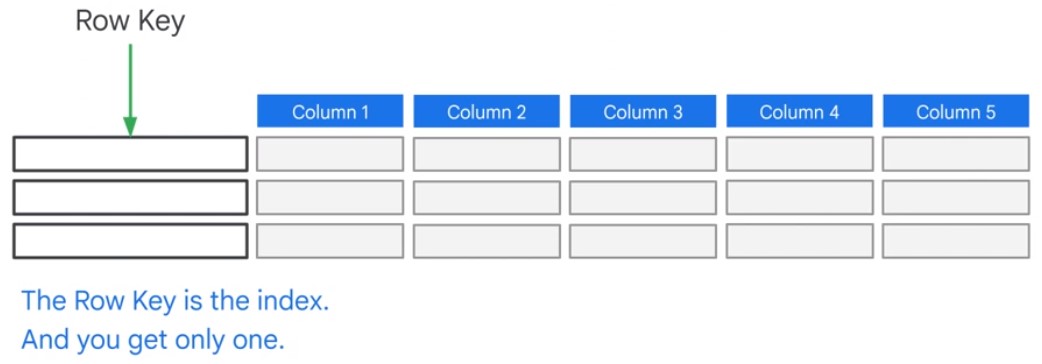 Row Key
Column 1 Column 2 Column 3 Column 4 Column 5
The Row Key is the index.
And you get only one.